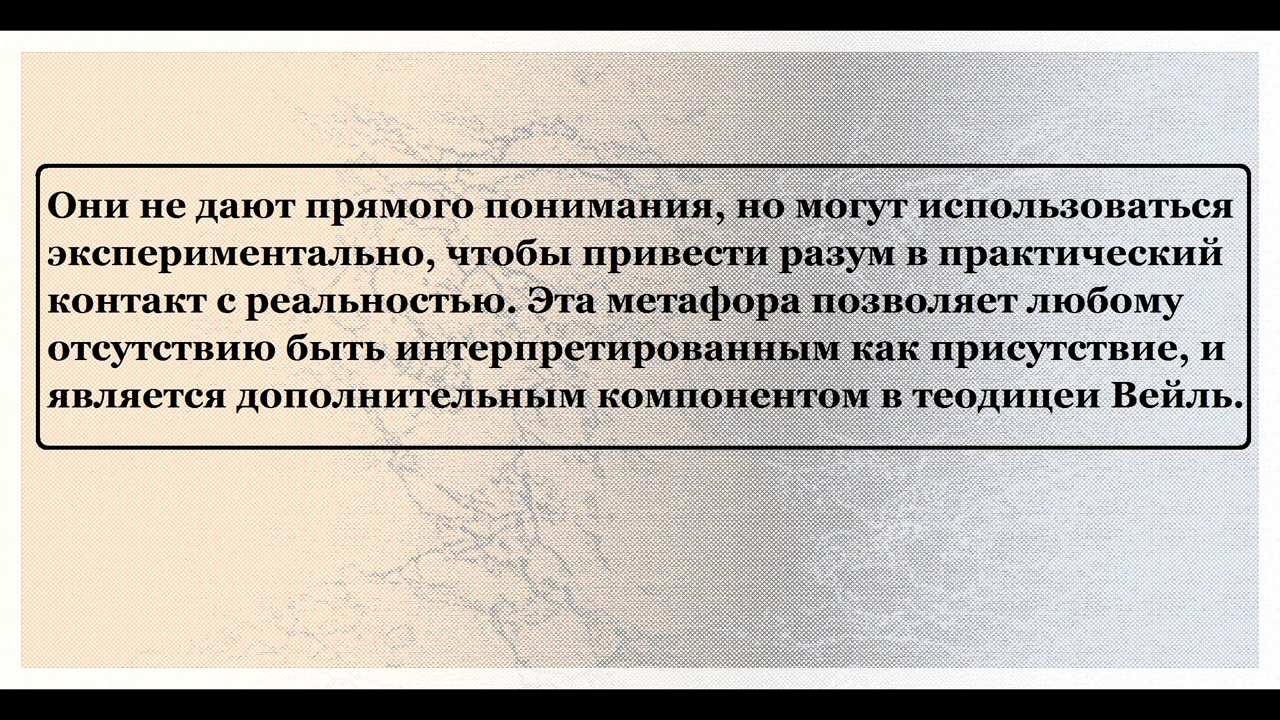 Они не дают прямого понимания, но могут использоваться
экспериментально, чтобы привести разум в практический
контакт с реальностью. Эта метафора позволяет любому
отсутствию быть интерпретированным как присутствие, и
является дополнительным компонентом в теодицеи Вейль.